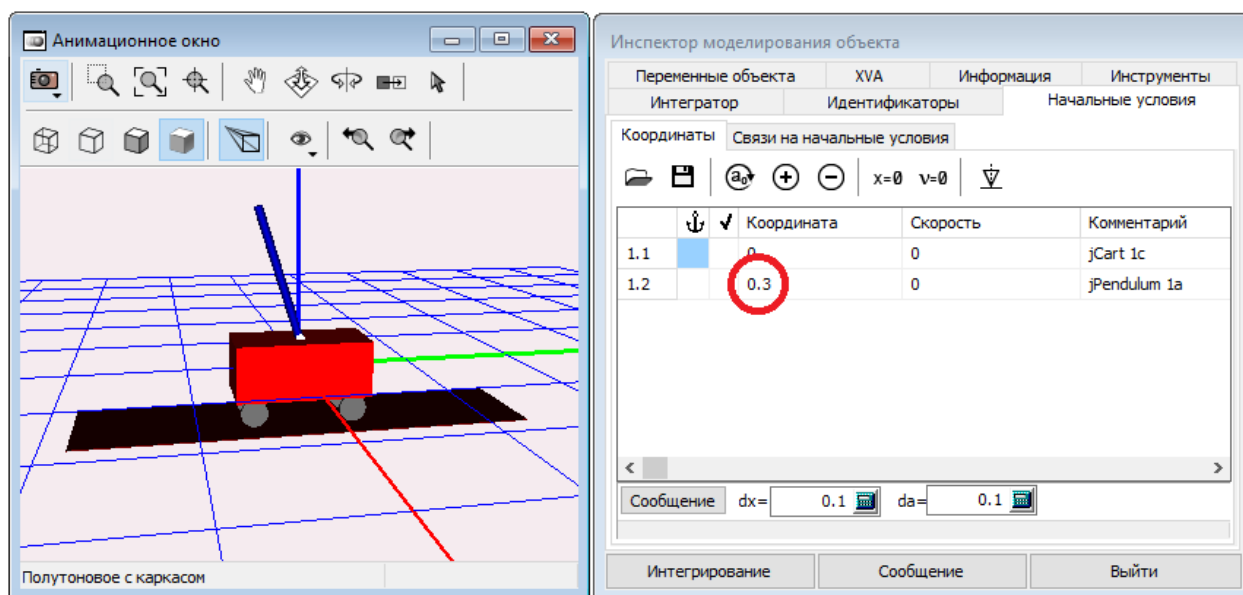 Анимационное окно
Полутоновое с каркасом
Инспектор моделирования объекта
Переменные объекта XVA Информация Инструменты
Интегратор Идентификаторы Начальные условия
Координаты Связи на начальные условия
a₀ x=0 v=0
Координата Скорость Комментарий
1.1 0 0 jCart 1c
1.2 0.3 0 jPendulum 1a
Сообщение dx= 0.1 da= 0.1
Интегрирование Сообщение Выйти